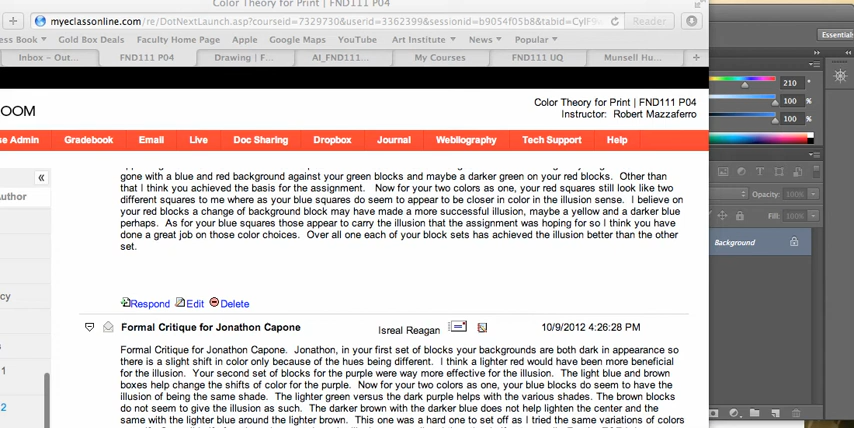 Color Theory for Print | FND111 P04
myeclassonline.com/re/DotNextLaunch.asp?courseid=7329730&userid=3362399&sessionid=b9054f05b8&tabid=CyIF9
Reader
Essentials
ss Book Gold Box Deals Faculty Home Page Apple Google Maps YouTube Art Institute News Popular
Inbox – Out... FND111 P04 Drawing | F... AI_FND111... My Courses FND111 UQ Munsell Hu...
210
100 %
100 %
OOM
Color Theory for Print | FND111 P04
Instructor: Robert Mazzaferro
se Admin Gradebook Email Live Doc Sharing Dropbox Journal Webliography Tech Support Help
Opacity: 100%
Fill: 100%
Background
uthor
cy
s
1
2
gone with a blue and red background against your green blocks and maybe a darker green on your red blocks. Other than
that I think you achieved the basis for the assignment. Now for your two colors as one, your red squares still look like two
different squares to me where as your blue squares do seem to appear to be closer in color in the illusion sense. I believe on
your red blocks a change of background block may have made a more successful illusion, maybe a yellow and a darker blue
perhaps. As for your blue squares those appear to carry the illusion that the assignment was hoping for so I think you have
done a great job on those color choices. Over all one each of your block sets has achieved the illusion better than the other
set.
Respond Edit Delete
Formal Critique for Jonathon Capone Isreal Reagan 10/9/2012 4:26:28 PM
Formal Critique for Jonathon Capone. Jonathon, in your first set of blocks your backgrounds are both dark in appearance so
there is a slight shift in color only because of the hues being different. I think a lighter red would have been more beneficial
for the illusion. Your second set of blocks for the purple were way more effective for the illusion. The light blue and brown
boxes help change the shifts of color for the purple. Now for your two colors as one, your blue blocks do seem to have the
illusion of being the same shade. The lighter green versus the dark purple helps with the various shades. The brown blocks
do not seem to give the illusion as such. The darker brown with the darker blue does not help lighten the center and the
same with the lighter blue around the lighter brown. This one was a hard one to set off as I tried the same variations of colors